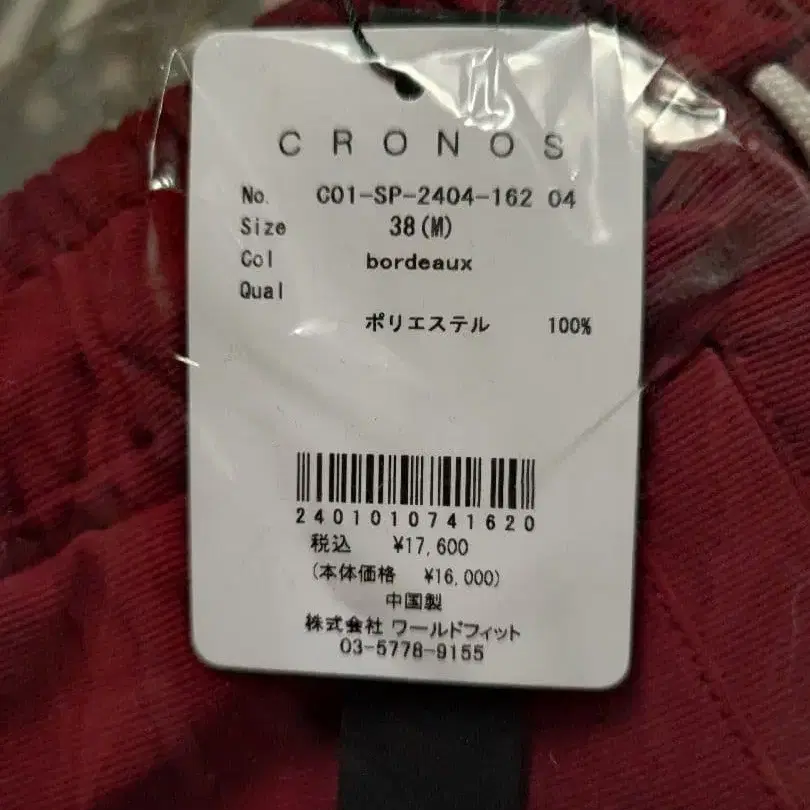 CRONOS
No. C01-SP-2404-162 04
Size 38(M)
Col bordeaux
Qual
ポリエステル 100%
2401010741620
税込 ¥17,600
(本体価格 ¥16,000)
中国製
株式会社 ワールドフィット
03-5778-9155